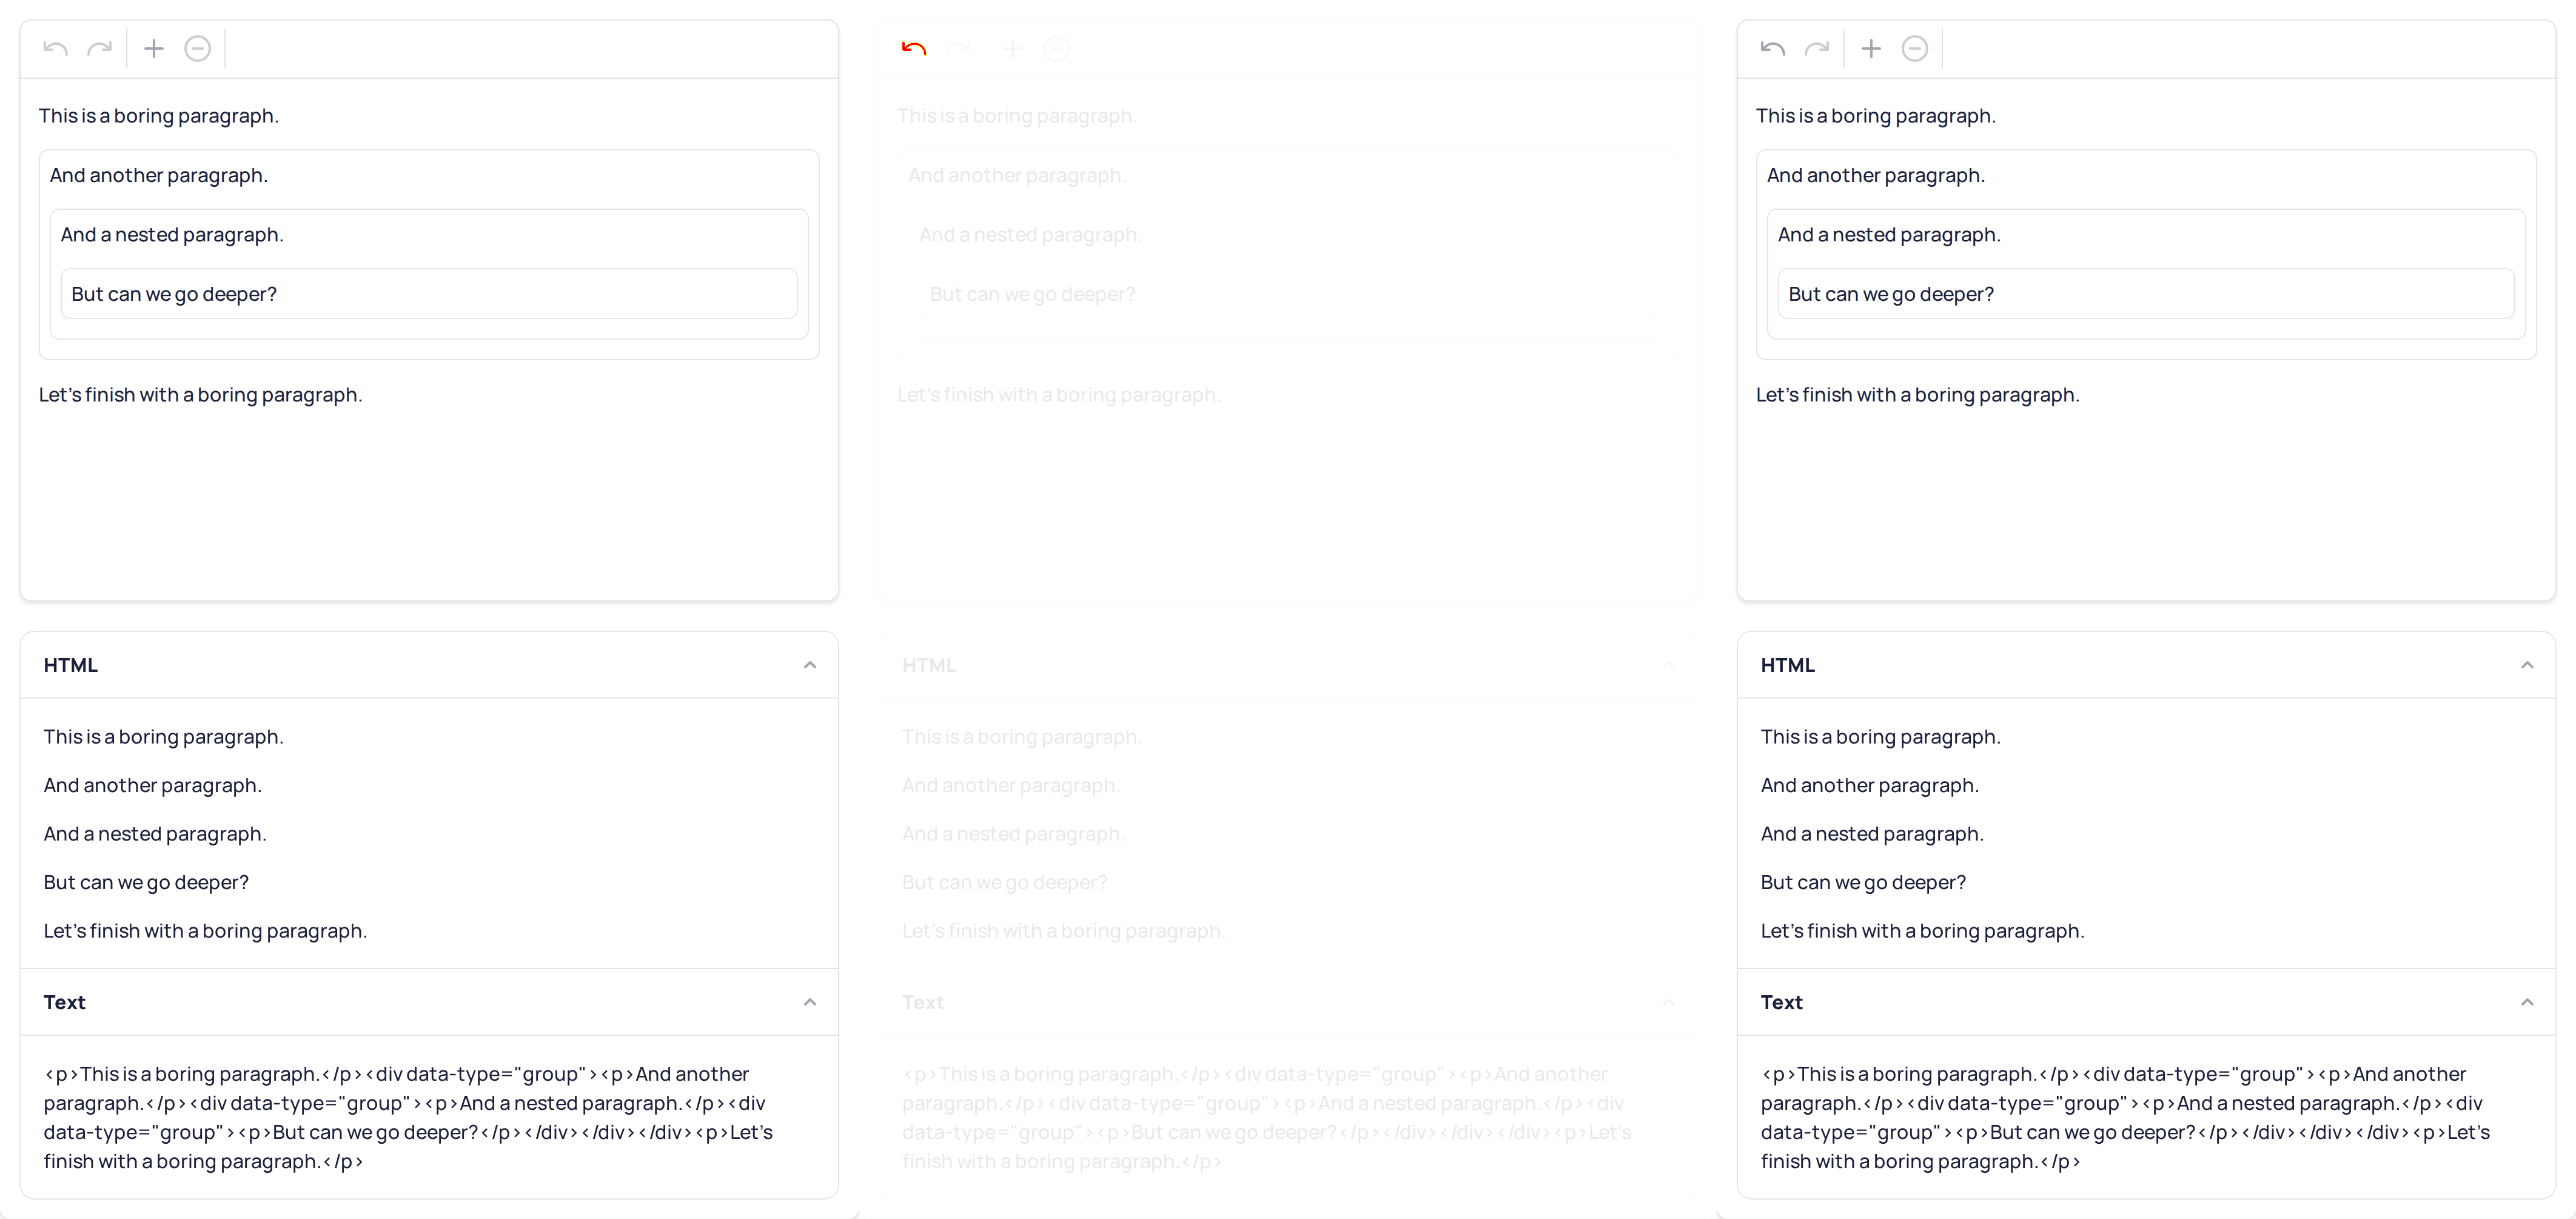 This is a boring paragraph.
And another paragraph.
And a nested paragraph.
But can we go deeper?
Let's finish with a boring paragraph.
HTML
This is a boring paragraph.
And another paragraph.
And a nested paragraph.
But can we go deeper?
Let's finish with a boring paragraph.
Text
<p>This is a boring paragraph.</p><div data-type="group"><p>And another
paragraph.</p><div data-type="group"><p>And a nested paragraph.</p><div
data-type="group"><p>But can we go deeper?</p></div></div></div><p>Let's
finish with a boring paragraph.</p>
This is a boring paragraph.
And another paragraph.
And a nested paragraph.
But can we go deeper?
Let's finish with a boring paragraph.
HTML
This is a boring paragraph.
And another paragraph.
And a nested paragraph.
But can we go deeper?
Let's finish with a boring paragraph.
Text
<p>This is a boring paragraph.</p><div data-type="group"><p>And another
paragraph.</p><div data-type="group"><p>And a nested paragraph.</p><div
data-type="group"><p>But can we go deeper?</p></div></div></div><p>Let's
finish with a boring paragraph.</p>
This is a boring paragraph.
And another paragraph.
And a nested paragraph.
But can we go deeper?
Let's finish with a boring paragraph.
HTML
This is a boring paragraph.
And another paragraph.
And a nested paragraph.
But can we go deeper?
Let's finish with a boring paragraph.
Text
<p>This is a boring paragraph.</p><div data-type="group"><p>And another
paragraph.</p><div data-type="group"><p>And a nested paragraph.</p><div
data-type="group"><p>But can we go deeper?</p></div></div></div><p>Let's
finish with a boring paragraph.</p>